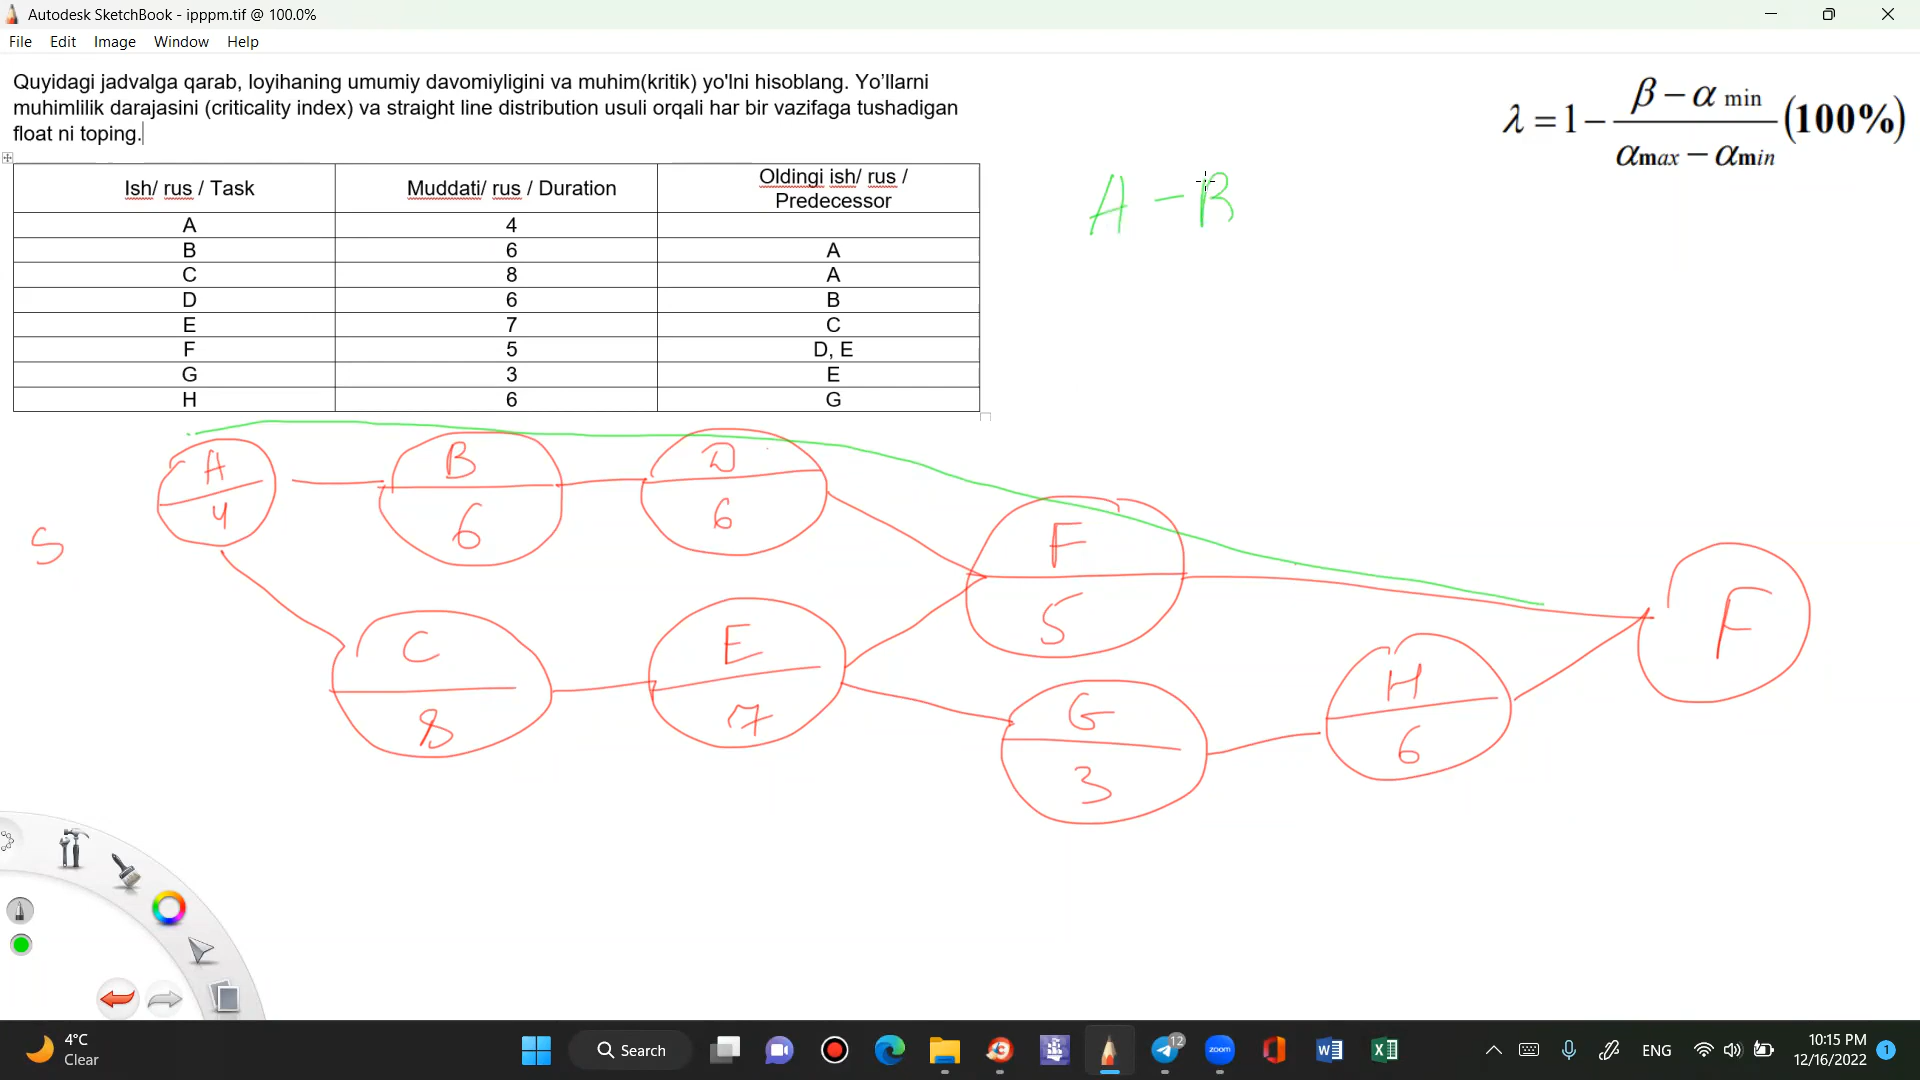 Autodesk SketchBook - ipppm.tif @ 100.0%
File Edit Image Window Help
Quyidagi jadvalga qarab, loyihaning umumiy davomiyligini va muhim(kritik) yo'lni hisoblang. Yo’llarni
muhimlilik darajasini (criticality index) va straight line distribution usuli orqali har bir vazifaga tushadigan
float ni toping.
λ = 1 − (β − α min) / (αmax − αmin) (100%)
Ish/ rus / Task Muddati/ rus / Duration Oldingi ish/ rus / Predecessor
A 4
B 6 A
C 8 A
D 6 B
E 7 C
F 5 D, E
G 3 E
H 6 G
A - B
S
A
4
B
6
D
6
F
5
F
C
8
E
7
G
3
H
6
4°C
Clear
Search
12
zoom
ENG
10:15 PM
12/16/2022
1